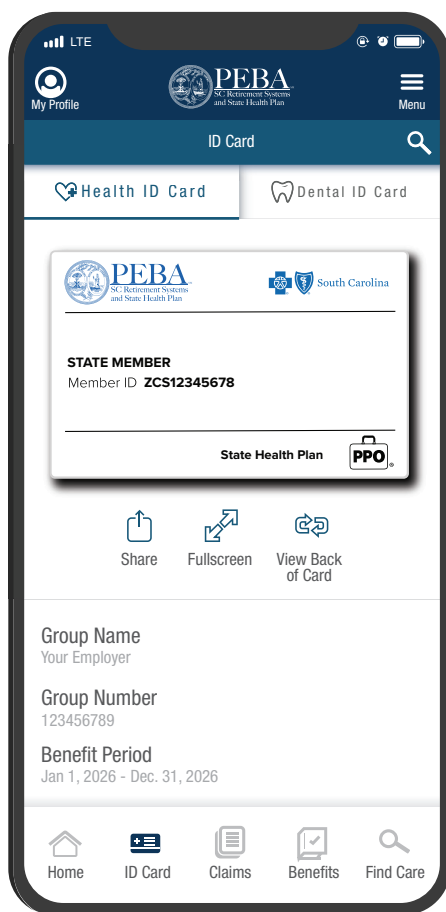 LTE
My Profile
PEBA
SC Retirement Systems
and State Health Plan
Menu
ID Card
Health ID Card
Dental ID Card
PEBA
SC Retirement Systems
and State Health Plan
South Carolina
STATE MEMBER
Member ID ZCS12345678
State Health Plan
PPO
®
Share
Fullscreen
View Back
of Card
Group Name
Your Employer
Group Number
123456789
Benefit Period
Jan 1, 2026 - Dec. 31, 2026
Home
ID Card
Claims
Benefits
Find Care